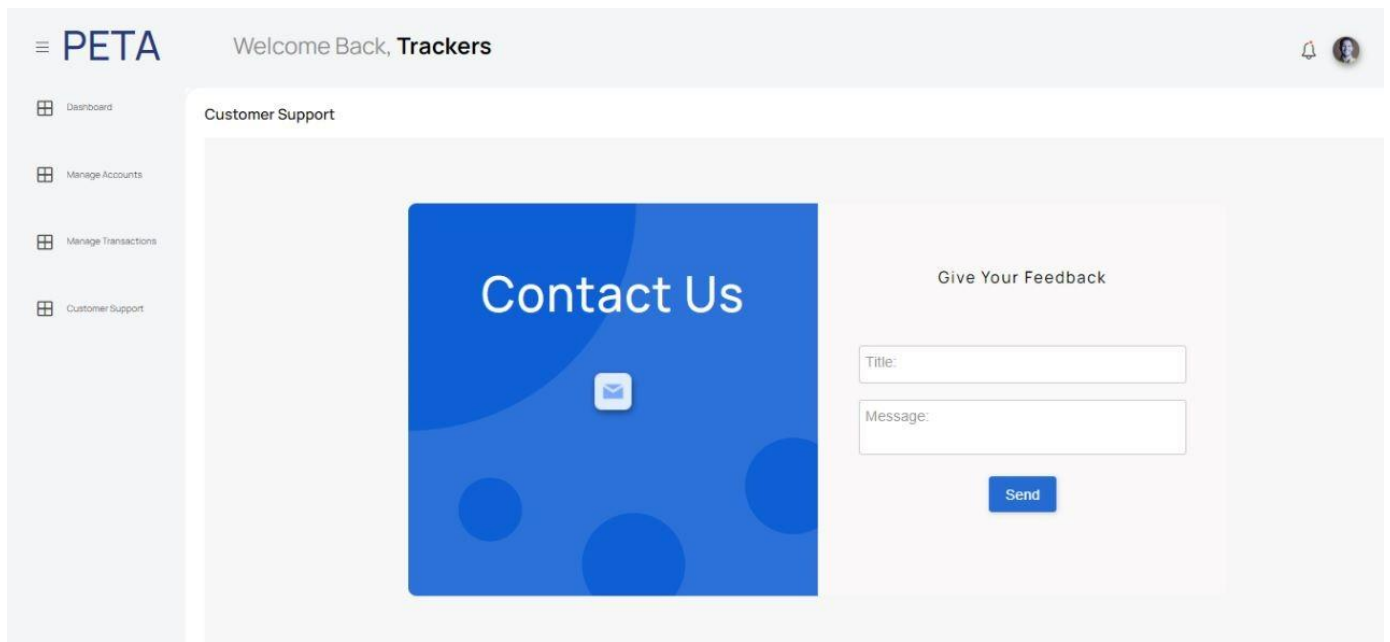 PETA
Welcome Back, Trackers
Dashboard
Manage Accounts
Manage Transactions
Customer Support
Customer Support
Contact Us
Give Your Feedback
Title:
Message:
Send